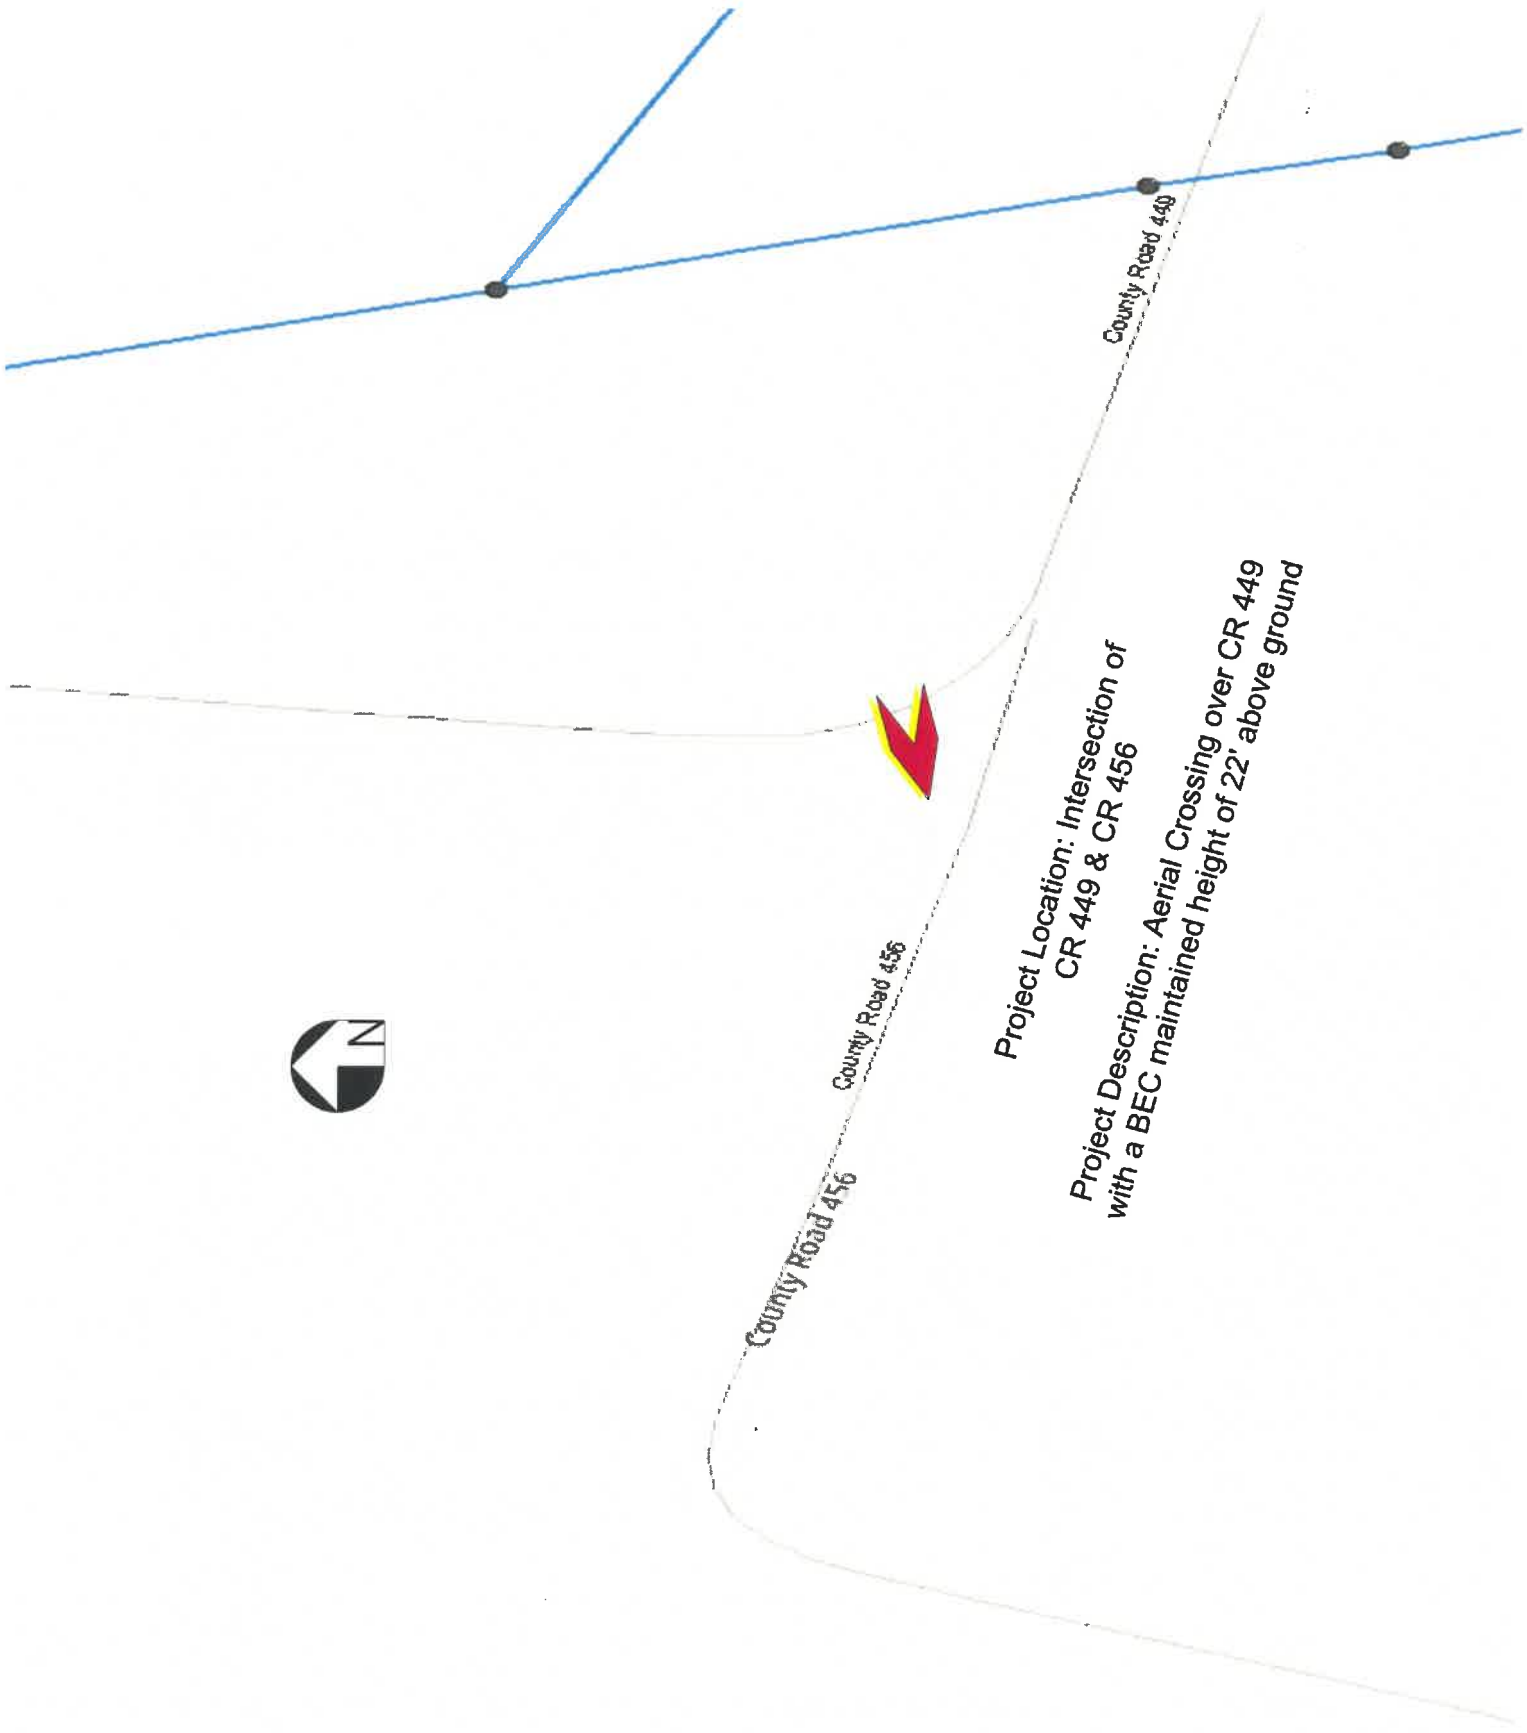 County Road 449
Project Location: Intersection of
CR 449 & CR 456
Project Description: Aerial Crossing over CR 449
with a BEC maintained height of 22' above ground
County Road 456
County Road 456
N